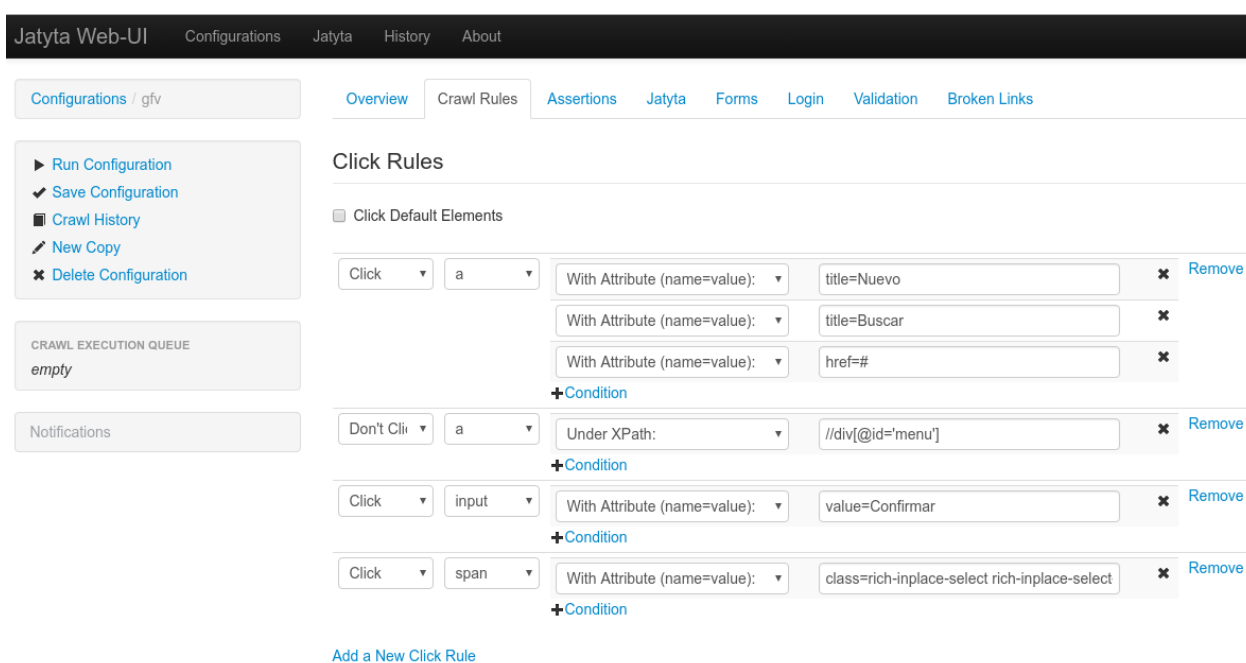 Jatyta Web-UI Configurations Jatyta History About
Configurations / gfv
Overview Crawl Rules Assertions Jatyta Forms Login Validation Broken Links
Run Configuration
Save Configuration
Crawl History
New Copy
Delete Configuration
CRAWL EXECUTION QUEUE
empty
Notifications
Click Rules
Click Default Elements
Click a With Attribute (name=value): title=Nuevo Remove
With Attribute (name=value): title=Buscar
With Attribute (name=value): href=#
Condition
Don't Clic a Under XPath: //div[@id='menu'] Remove
Condition
Click input With Attribute (name=value): value=Confirmar Remove
Condition
Click span With Attribute (name=value): class=rich-inplace-select rich-inplace-select Remove
Condition
Add a New Click Rule